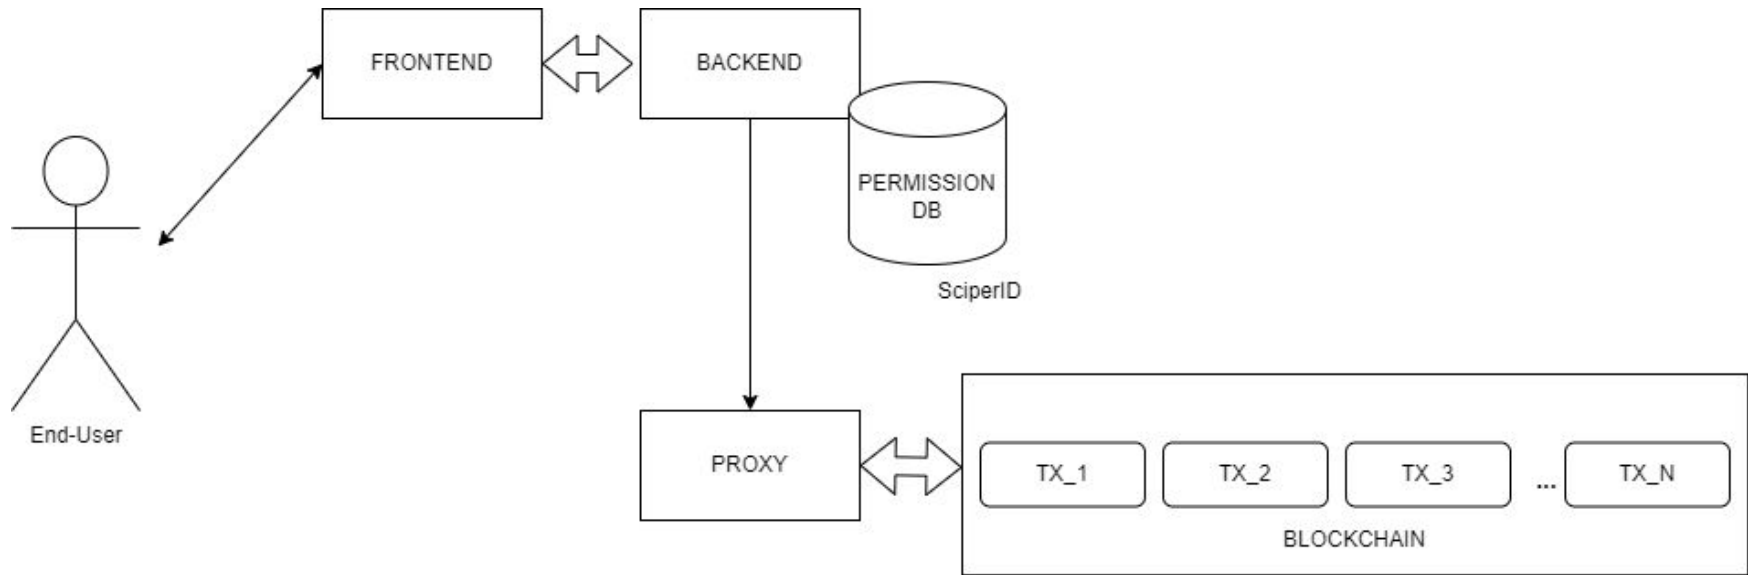 FRONTEND
BACKEND
PERMISSION
DB
SciperID
End-User
PROXY
TX_1
TX_2
TX_3
...
TX_N
BLOCKCHAIN